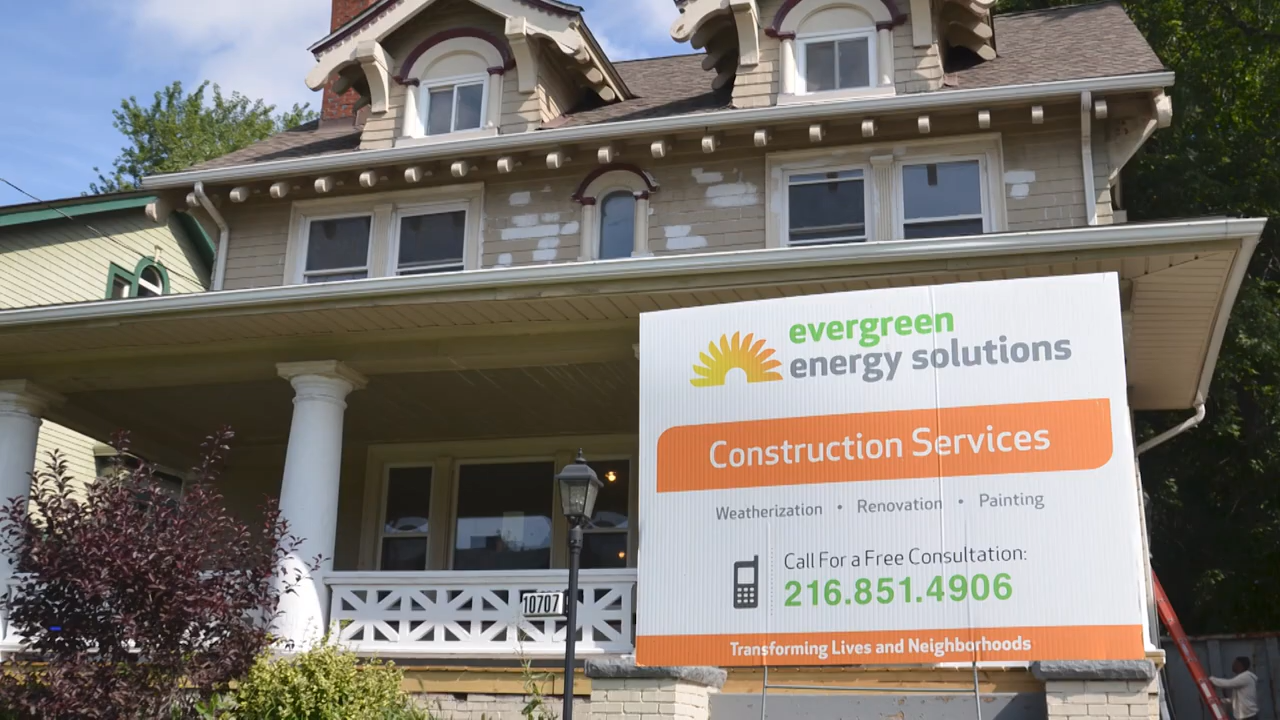 evergreen
energy solutions
Construction Services
Weatherization • Renovation • Painting
Call For a Free Consultation:
216.851.4906
Transforming Lives and Neighborhoods
10707